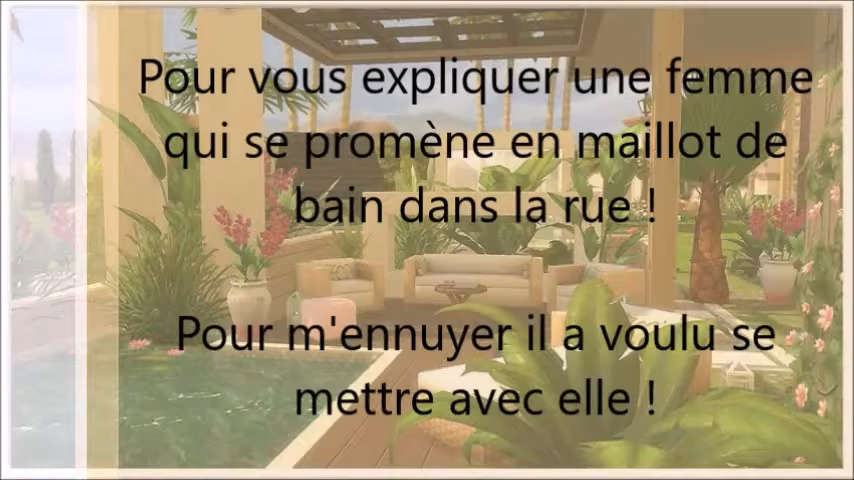 Pour vous expliquer une femme
qui se promène en maillot de
bain dans la rue !
Pour m'ennuyer il a voulu se
mettre avec elle !